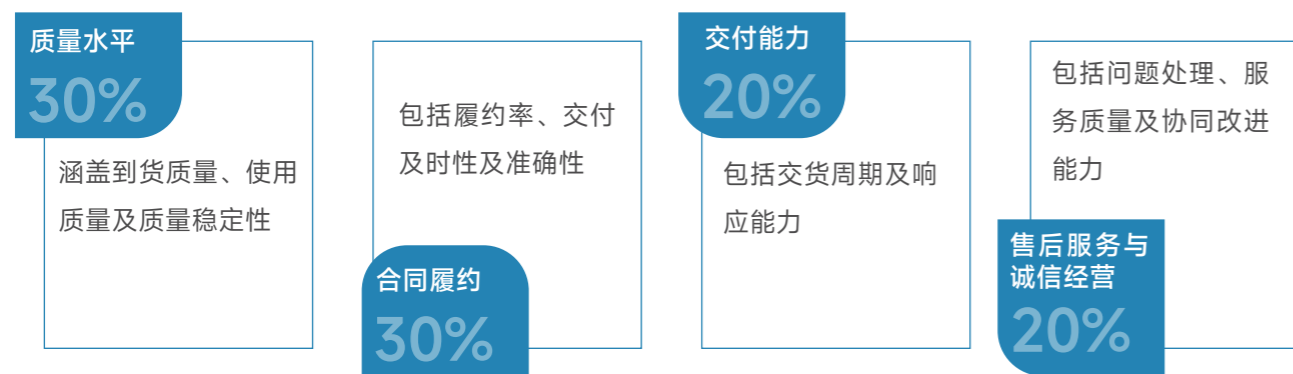 质量水平
30%
涵盖到货质量、使用
质量及质量稳定性
包括履约率、交付
及时性及准确性
合同履约
30%
交付能力
20%
包括交货周期及响
应能力
包括问题处理、服
务质量及协同改进
能力
售后服务与
诚信经营
20%